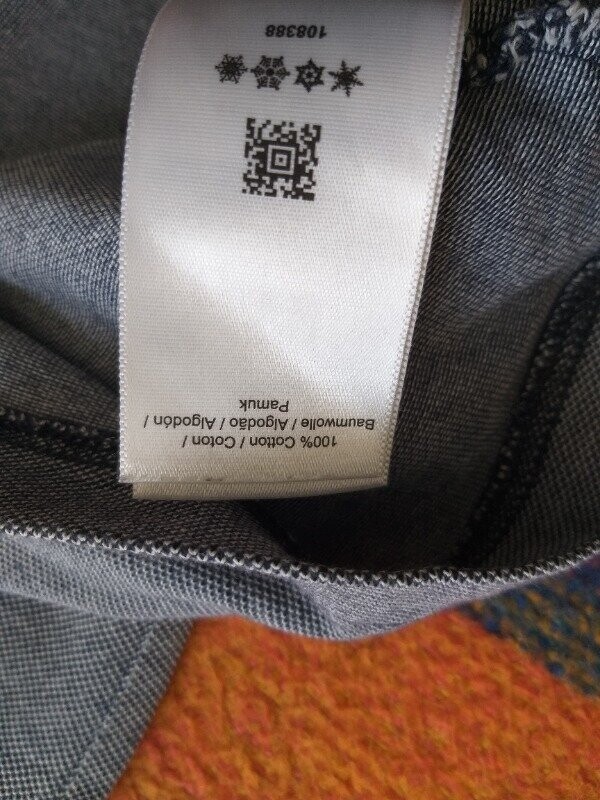 100% Cotton / Coton /
Baumwolle / Algodão / Algodón /
Pamuk
108388